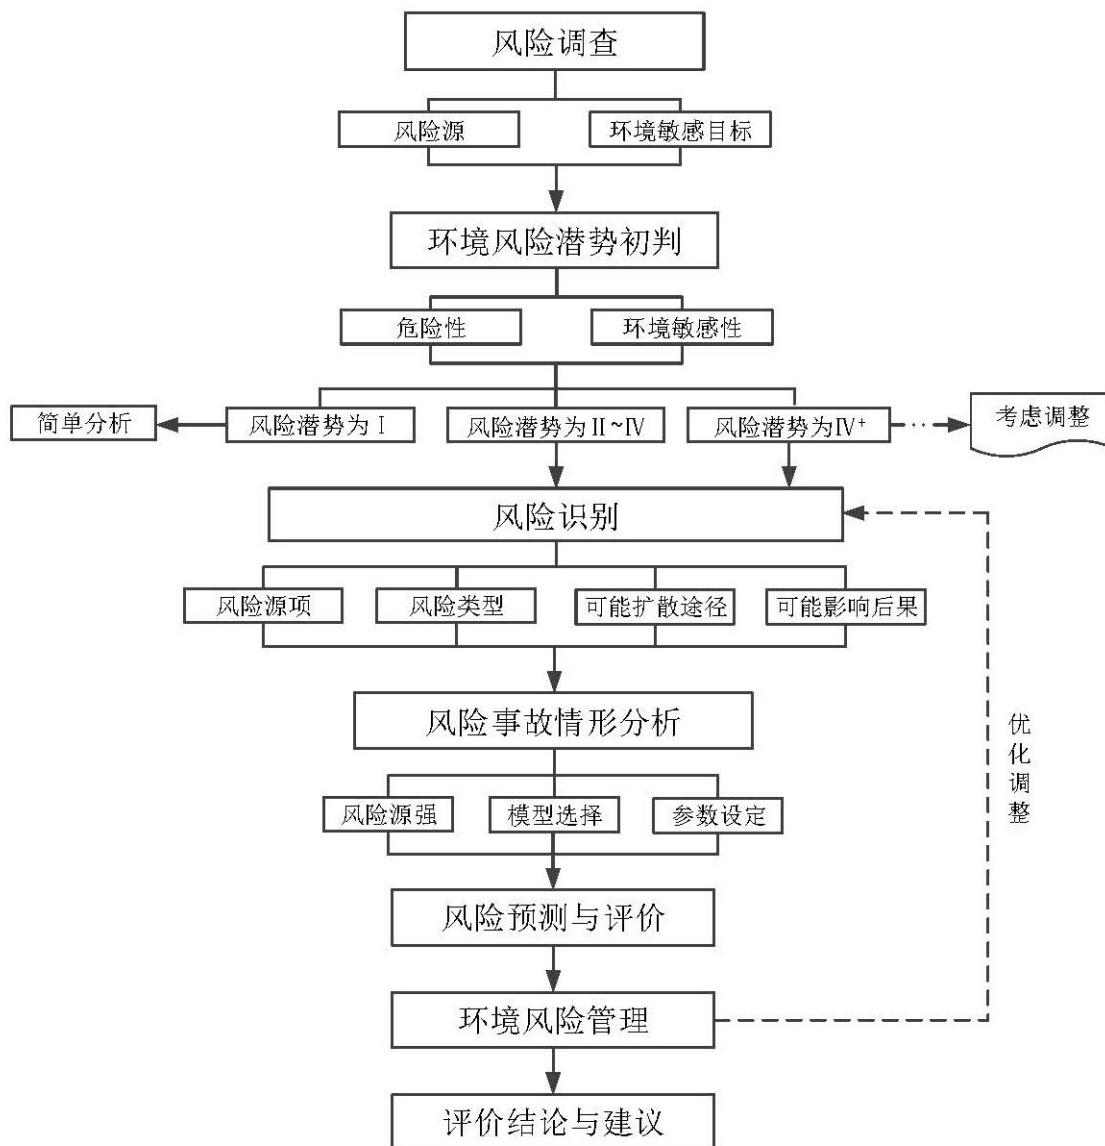 风险调查
风险源
环境敏感目标
环境风险潜势初判
危险性
环境敏感性
简单分析
风险潜势为Ⅰ
风险潜势为Ⅱ~Ⅳ
风险潜势为Ⅳ⁺
考虑调整
风险识别
风险源项
风险类型
可能扩散途径
可能影响后果
风险事故情形分析
风险源强
模型选择
参数设定
优化调整
风险预测与评价
环境风险管理
评价结论与建议